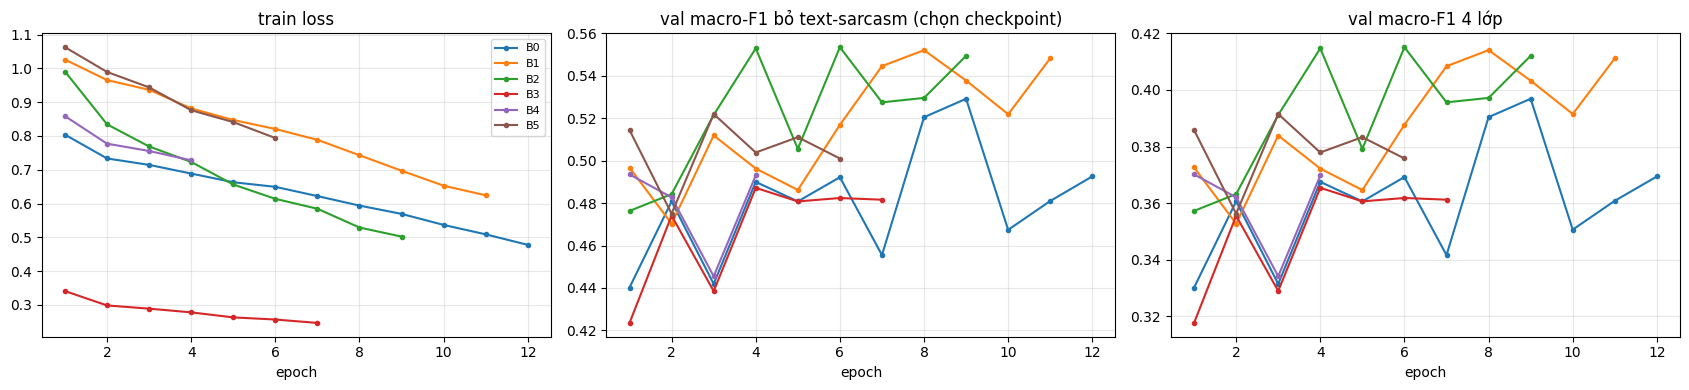 train loss
1.1
1.0
0.9
0.8
0.7
0.6
0.5
0.4
0.3
2 4 6 8 10 12
epoch
B0
B1
B2
B3
B4
B5
val macro-F1 bỏ text-sarcasm (chọn checkpoint)
0.56
0.54
0.52
0.50
0.48
0.46
0.44
0.42
2 4 6 8 10 12
epoch
val macro-F1 4 lớp
0.42
0.40
0.38
0.36
0.34
0.32
2 4 6 8 10 12
epoch